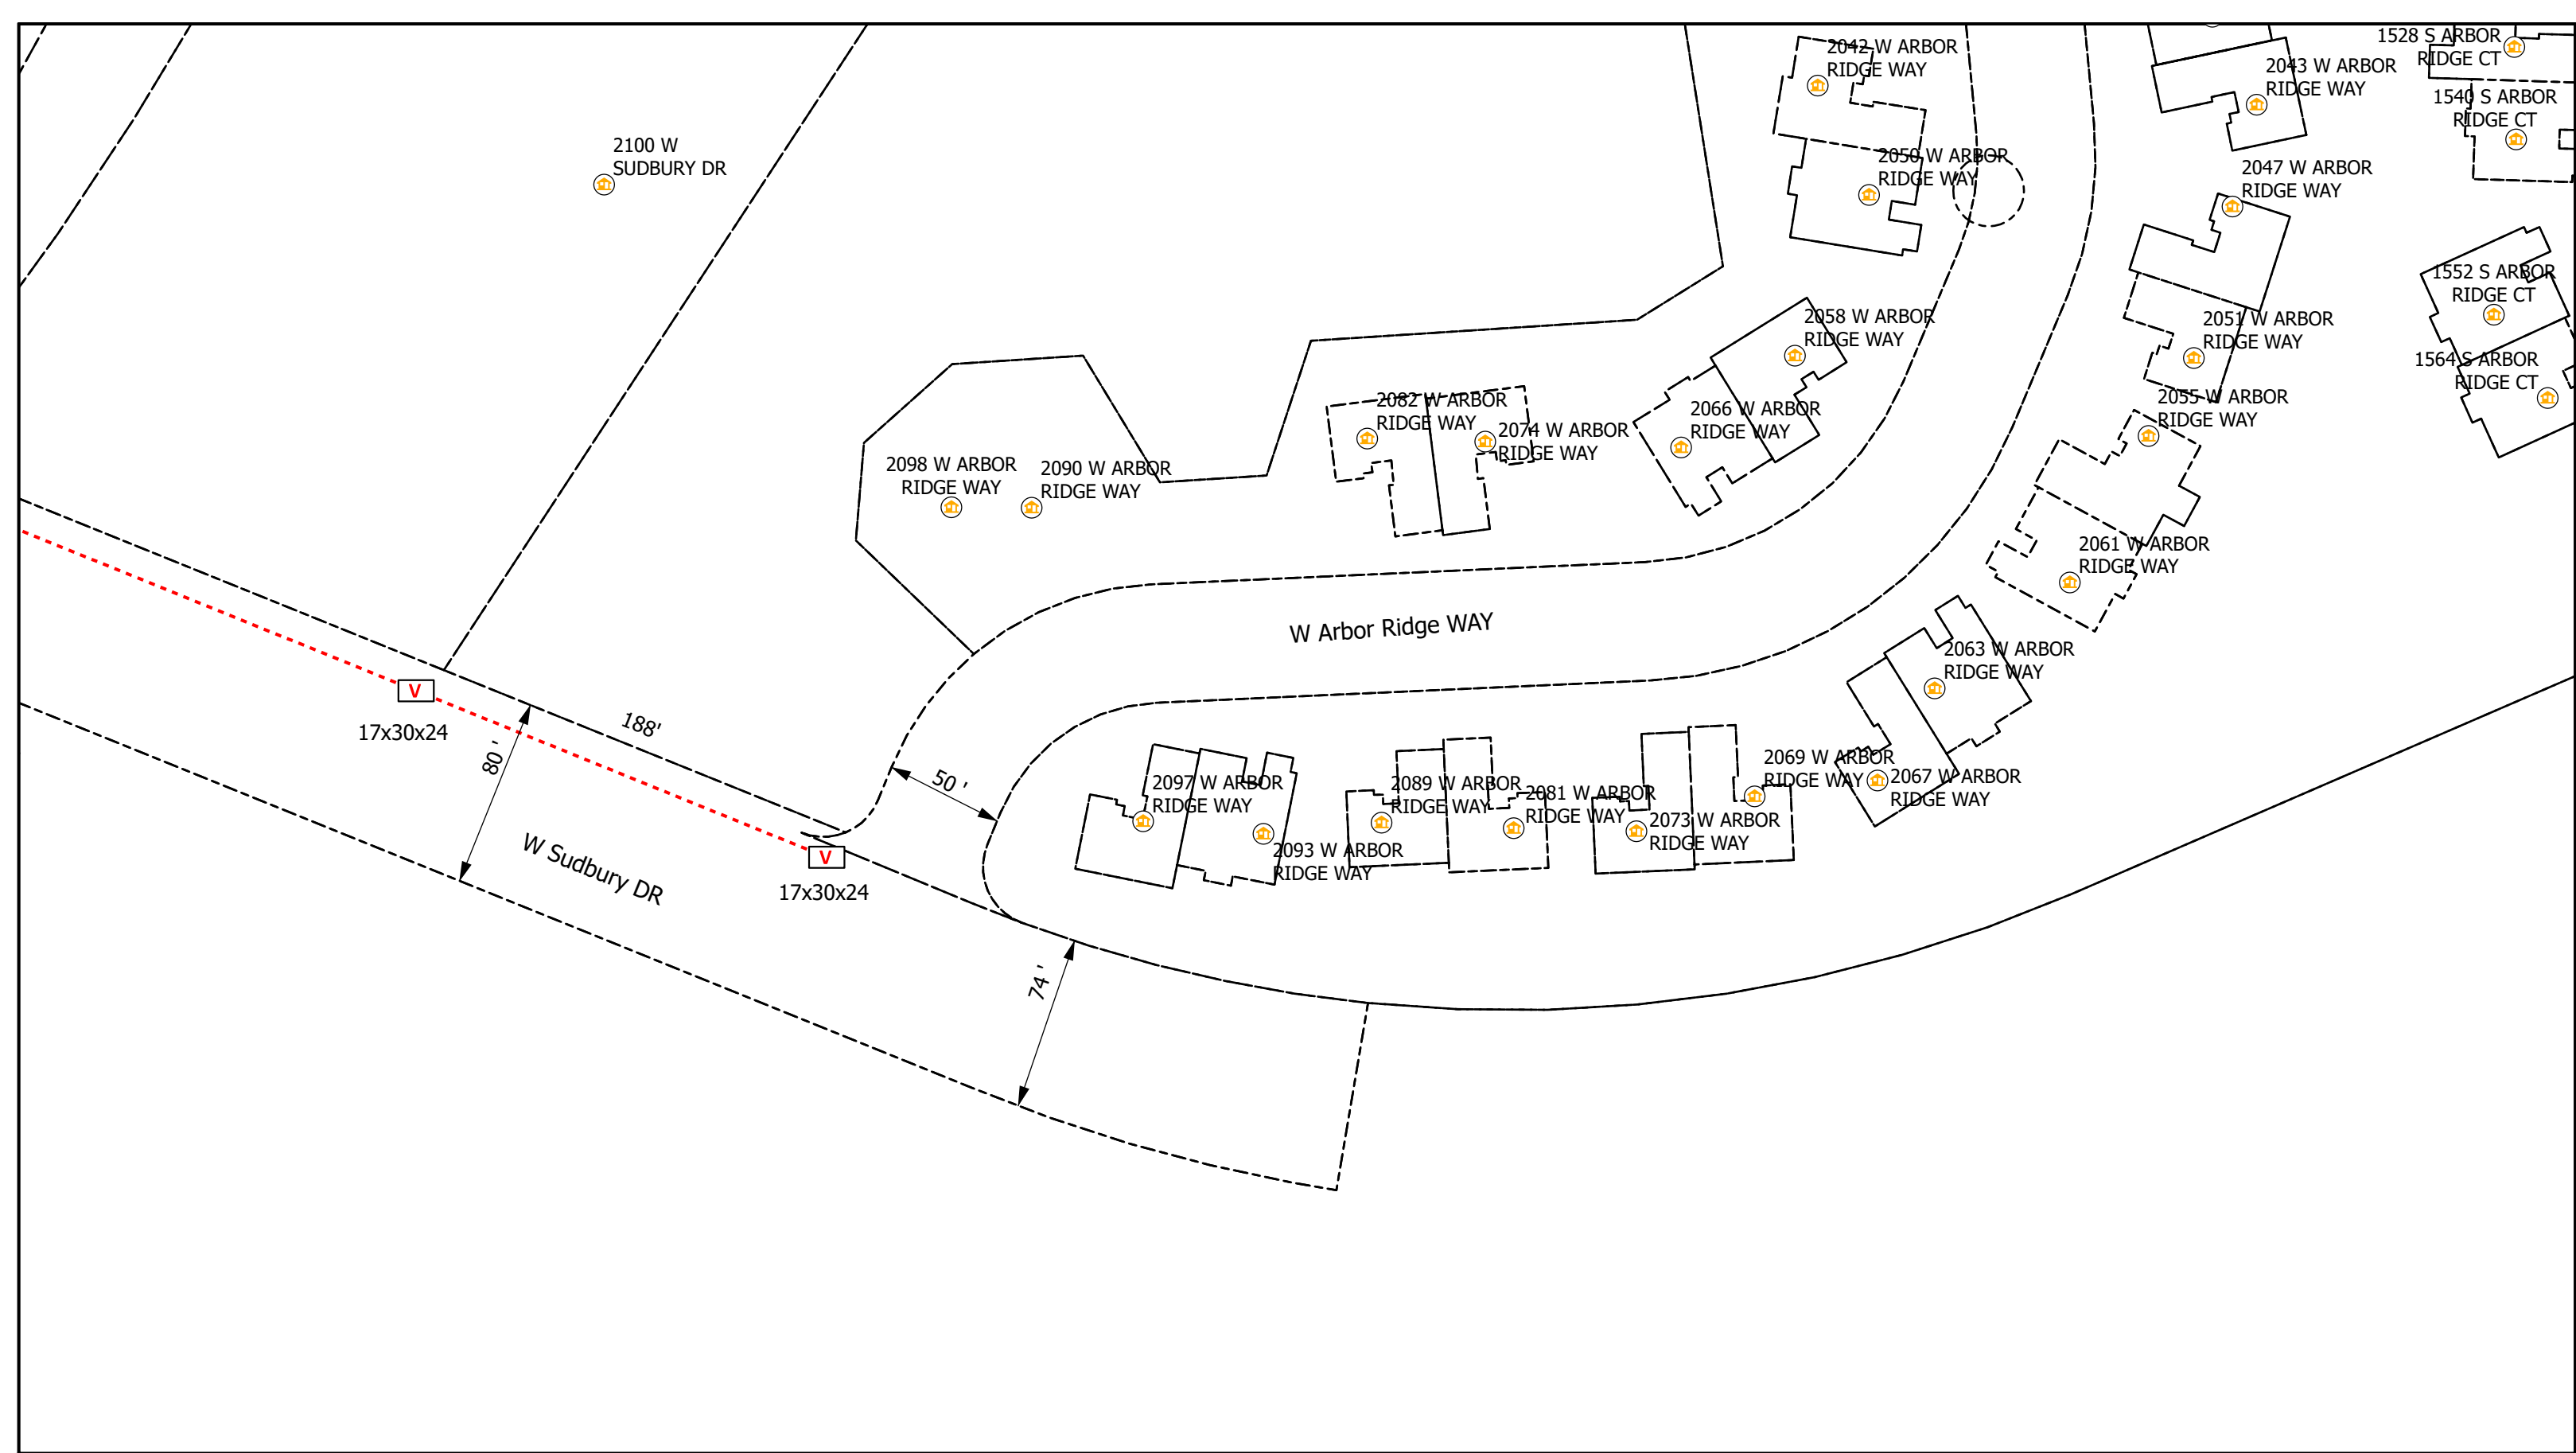 2042 W ARBOR
RIDGE WAY
1528 S ARBOR
RIDGE CT
2043 W ARBOR
RIDGE WAY
1540 S ARBOR
RIDGE CT
2100 W
SUDBURY DR
2050 W ARBOR
RIDGE WAY
2047 W ARBOR
RIDGE WAY
1552 S ARBOR
RIDGE CT
2058 W ARBOR
RIDGE WAY
2051 W ARBOR
RIDGE WAY
1564 S ARBOR
RIDGE CT
2082 W ARBOR
RIDGE WAY
2074 W ARBOR
RIDGE WAY
2066 W ARBOR
RIDGE WAY
2055 W ARBOR
RIDGE WAY
2098 W ARBOR
RIDGE WAY
2090 W ARBOR
RIDGE WAY
2061 W ARBOR
RIDGE WAY
W Arbor Ridge WAY
2063 W ARBOR
RIDGE WAY
V
17x30x24
188'
80 '
50 '
2097 W ARBOR
RIDGE WAY
2089 W ARBOR
RIDGE WAY
2081 W ARBOR
RIDGE WAY
2069 W ARBOR
RIDGE WAY
2067 W ARBOR
RIDGE WAY
2073 W ARBOR
RIDGE WAY
2093 W ARBOR
RIDGE WAY
W Sudbury DR
V
17x30x24
74 '